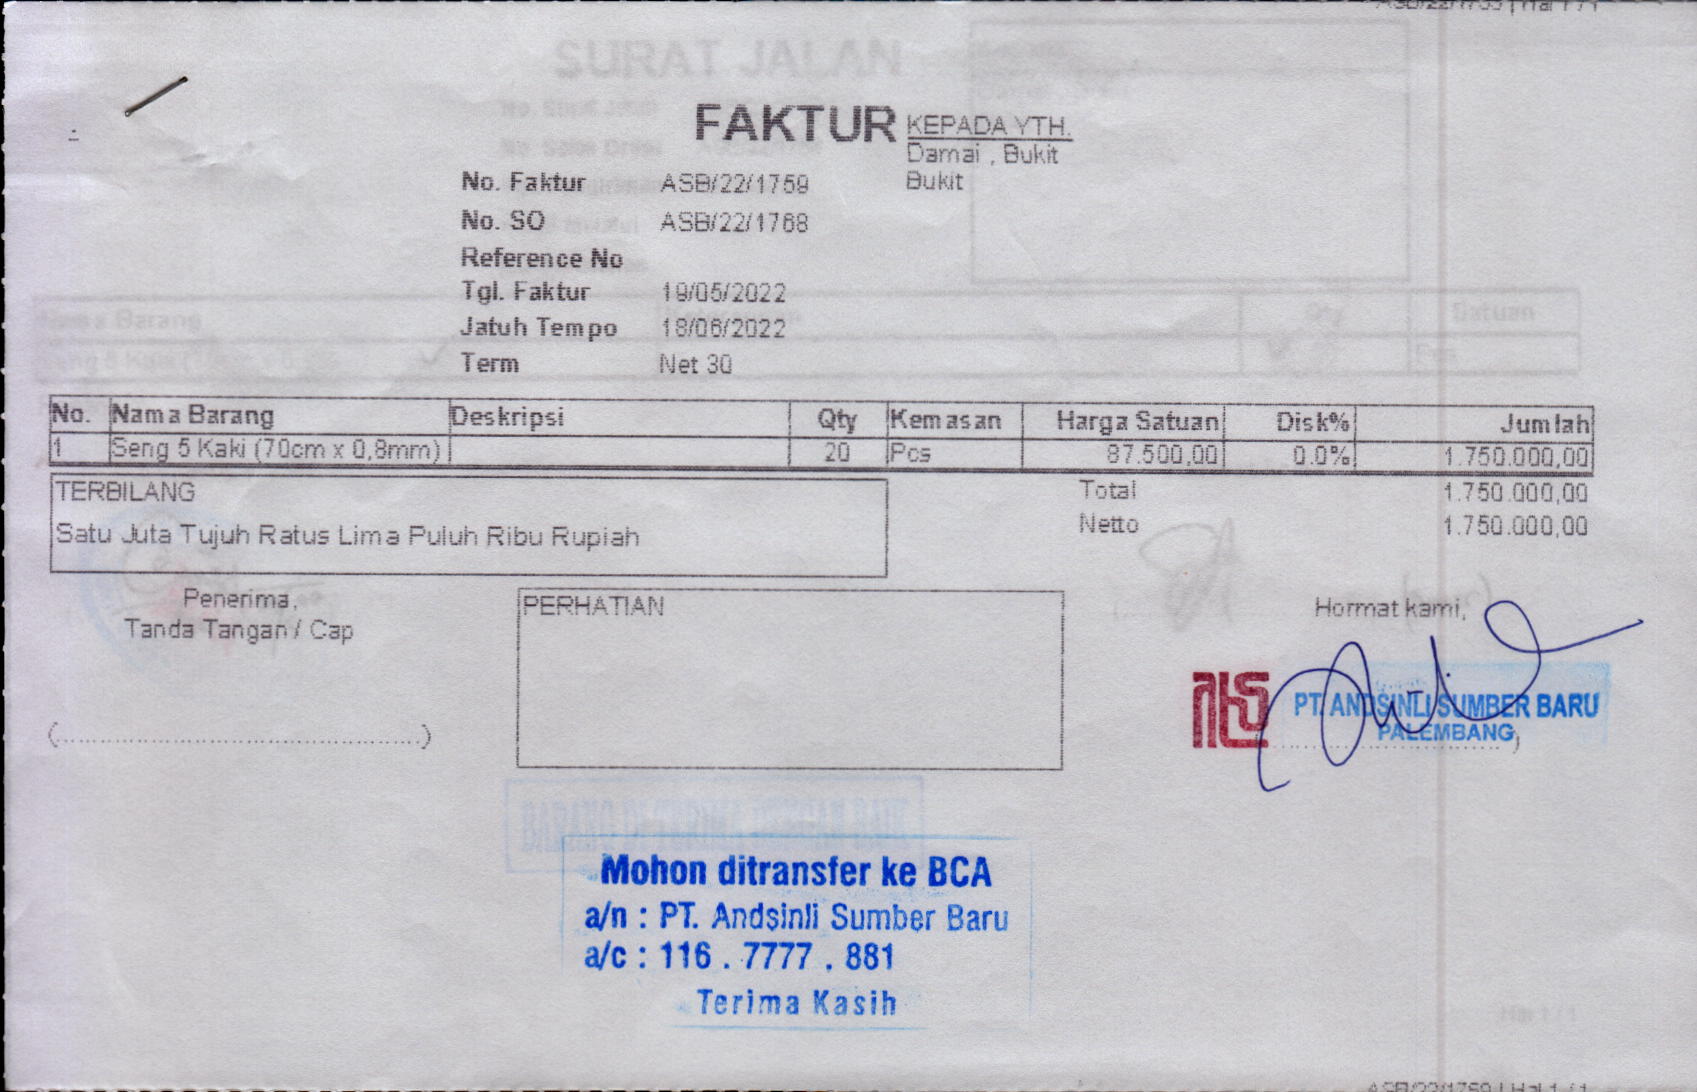 SURAT JALAN
FAKTUR
KEPADA YTH.
Damai , Bukit
Bukit
No. Faktur ASB/22/1759
No. SO ASB/22/1768
Reference No
Tgl. Faktur 19/05/2022
Jatuh Tempo 18/06/2022
Term Net 30
No. Nama Barang Deskripsi Qty Kemasan Harga Satuan Disk% Jumlah
1 Seng 5 Kaki (70cm x 0,8mm) 20 Pcs 87.500,00 0.0% 1.750.000,00
TERBILANG
Satu Juta Tujuh Ratus Lima Puluh Ribu Rupiah
Total 1.750.000,00
Netto 1.750.000,00
Penerima,
Tanda Tangan / Cap
(..........................................................)
PERHATIAN
Hormat kami,
PT. ANDSINLI SUMBER BARU
PALEMBANG
Mohon ditransfer ke BCA
a/n : PT. Andsinli Sumber Baru
a/c : 116 . 7777 . 881
Terima Kasih